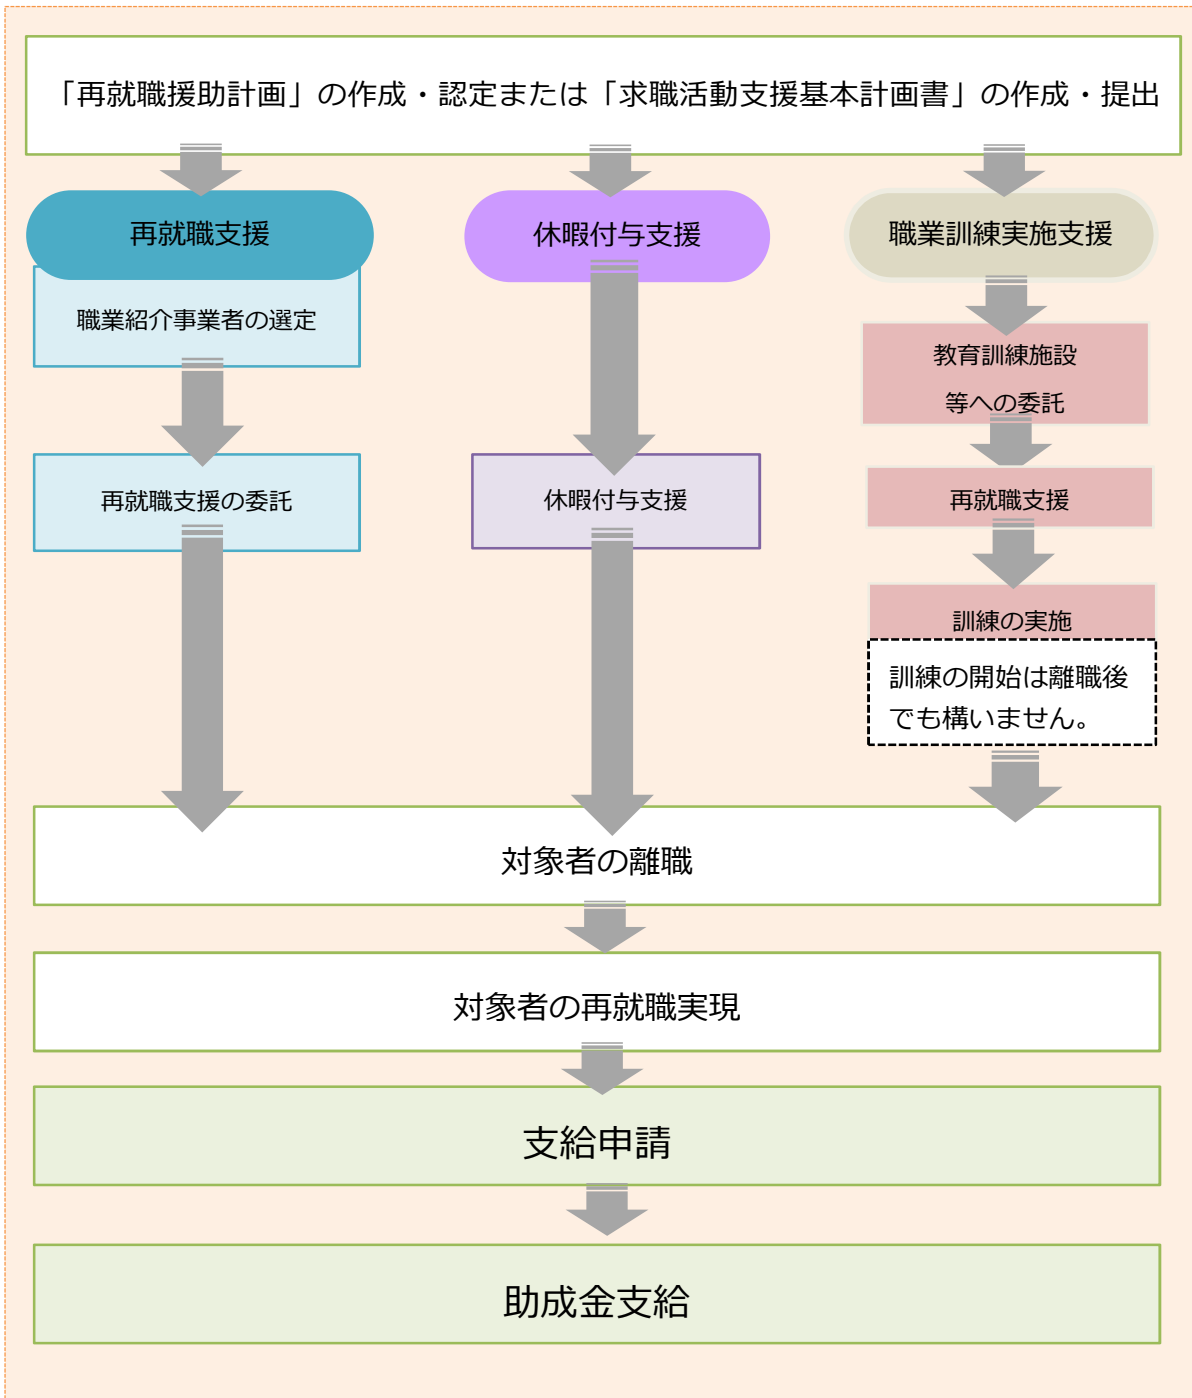 「再就職援助計画」の作成・認定または「求職活動支援基本計画書」の作成・提出
再就職支援
職業紹介事業者の選定
再就職支援の委託
休暇付与支援
休暇付与支援
職業訓練実施支援
教育訓練施設
等への委託
再就職支援
訓練の実施
訓練の開始は離職後
でも構いません。
対象者の離職
対象者の再就職実現
支給申請
助成金支給